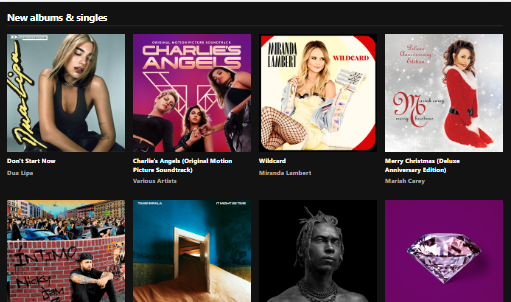 New albums & singles
Dua Lipa
ORIGINAL MOTION PICTURE SOUNDTRACK
CHARLIE'S
ANGELS
MIRANDA
LAMBERT
WILDCARD
Deluxe
Anniversary
Edition
Mariah carey
merry christmas
Don't Start Now
Dua Lipa
Charlie's Angels (Original Motion
Picture Soundtrack)
Various Artists
Wildcard
Miranda Lambert
Merry Christmas (Deluxe
Anniversary Edition)
Mariah Carey
INTIMO
NICKY
JAM
IT MIGHT BE TIME